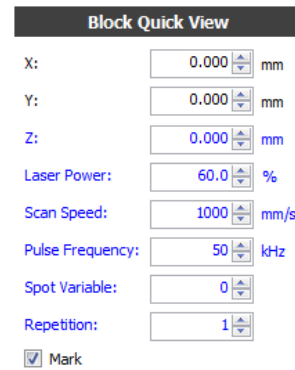 Block Quick View
X: 0.000 mm
Y: 0.000 mm
Z: 0.000 mm
Laser Power: 60.0 %
Scan Speed: 1000 mm/s
Pulse Frequency: 50 kHz
Spot Variable: 0
Repetition: 1
Mark